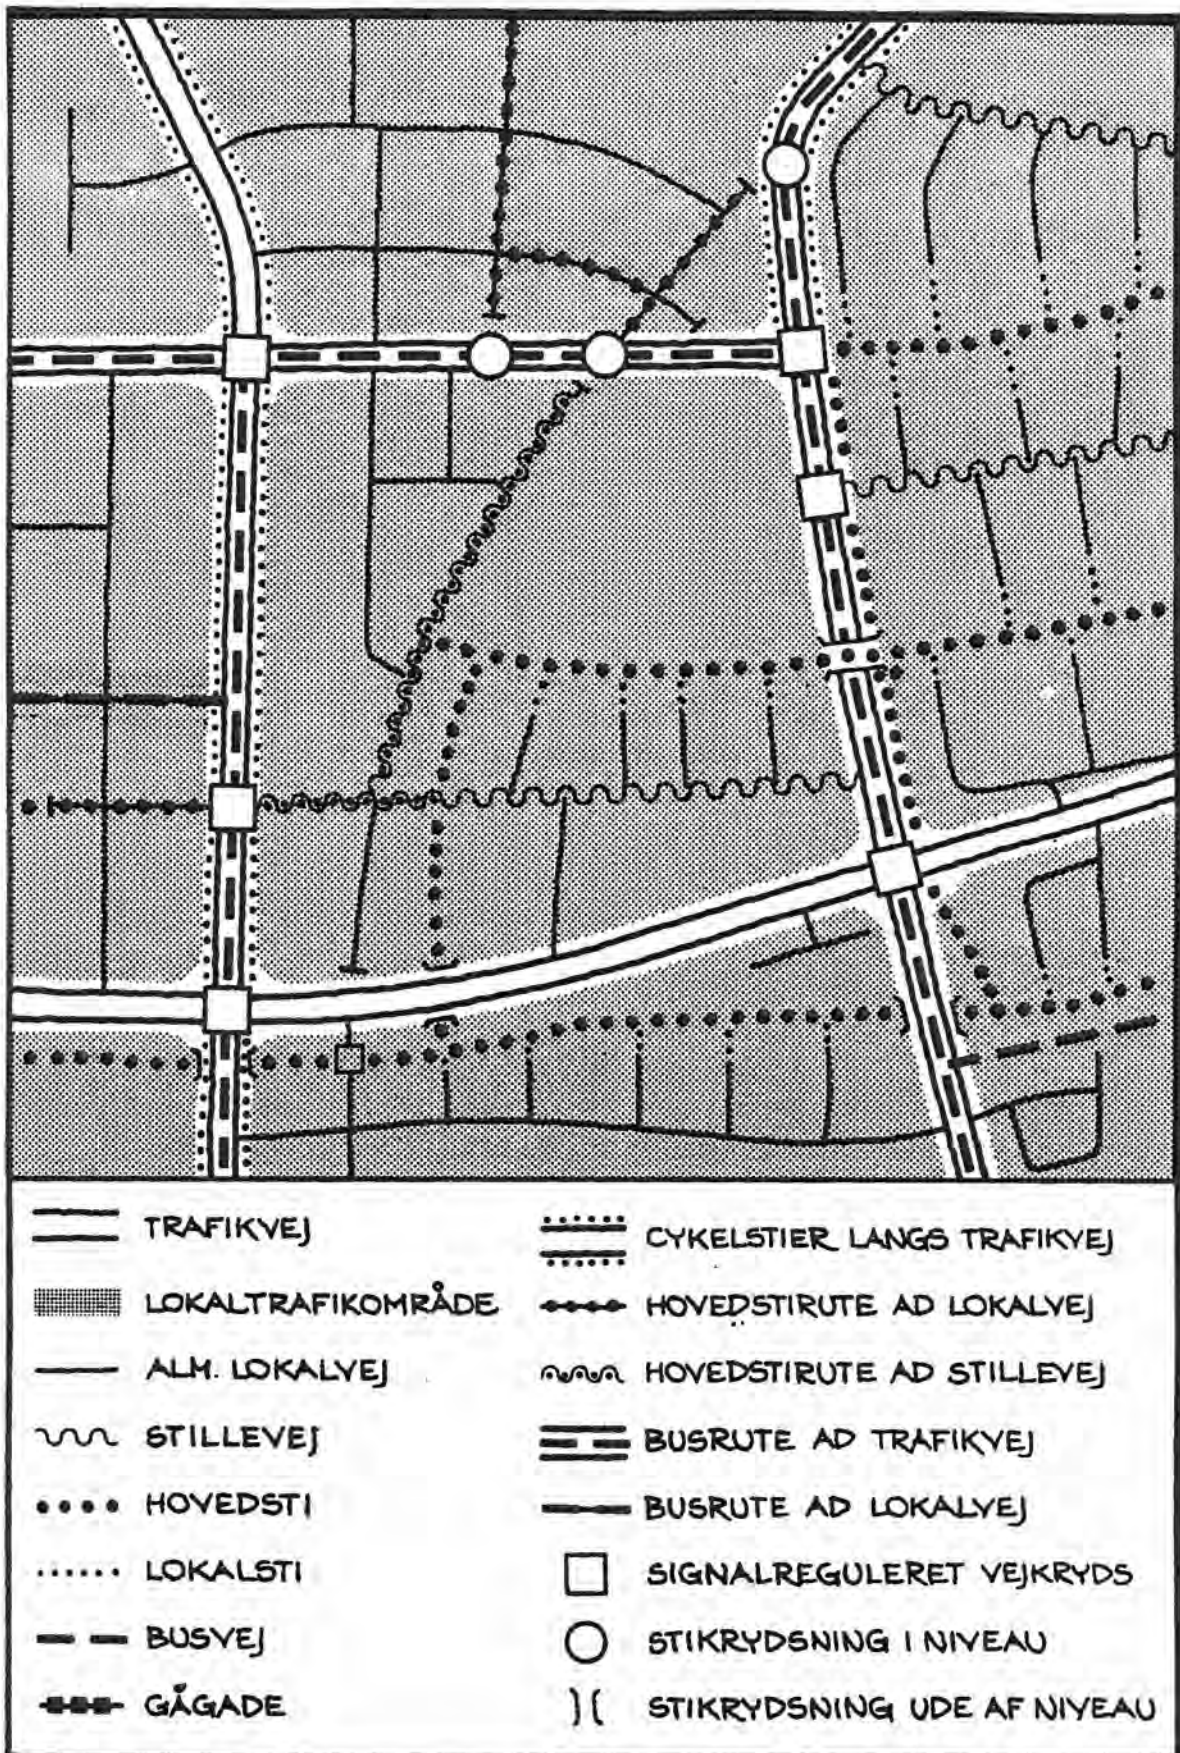 TRAFIKVEJ
LOKALTRAFIKOMRÅDE
ALM. LOKALVEJ
STILLEVEJ
HOVEDSTI
LOKALSTI
BUSVEJ
GÅGADE
CYKELSTIER LANGS TRAFIKVEJ
HOVEDSTIRUTE AD LOKALVEJ
HOVEDSTIRUTE AD STILLEVEJ
BUSRUTE AD TRAFIKVEJ
BUSRUTE AD LOKALVEJ
SIGNALREGULERET VEJKRYDS
STIKRYDSNING I NIVEAU
STIKRYDSNING UDE AF NIVEAU